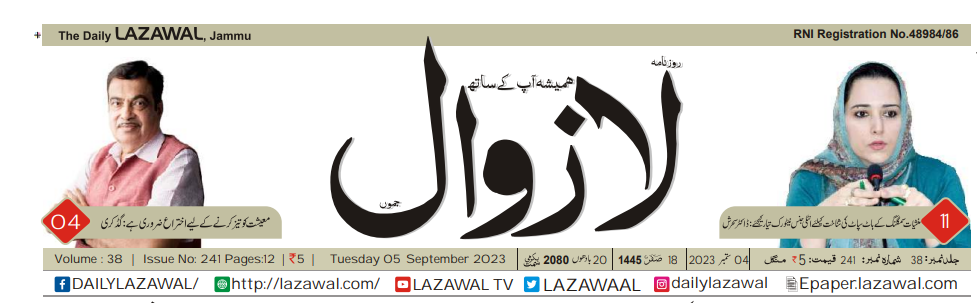 The Daily LAZAWAL, Jammu
RNI Registration No.48984/86
روزنامہ
ہمیشہ آپ کے ساتھ
لازوال
جموں
04
معیشت کو تیز کرنے کے لیے اختراع ضروری ہے: گڈکری
منشیات سمگلنگ کے ہاٹ سپاٹ کی شناخت کیلئے انٹلی جنس نیٹ ورک تیار کیجئے: ڈاکٹر سحرش
11
Volume : 38 | Issue No: 241 Pages:12 | ₹5 | Tuesday 05 September 2023 | 20 بھادوں 2080 بکرمی | 18 صفر 1445 | 04 ستمبر 2023 | جلد نمبر: 38 شمارہ نمبر: 241 قیمت: ₹5 منگل
DAILYLAZAWAL/ http://lazawal.com/ LAZAWAL TV LAZAWAAL dailylazawal Epaper.lazawal.com